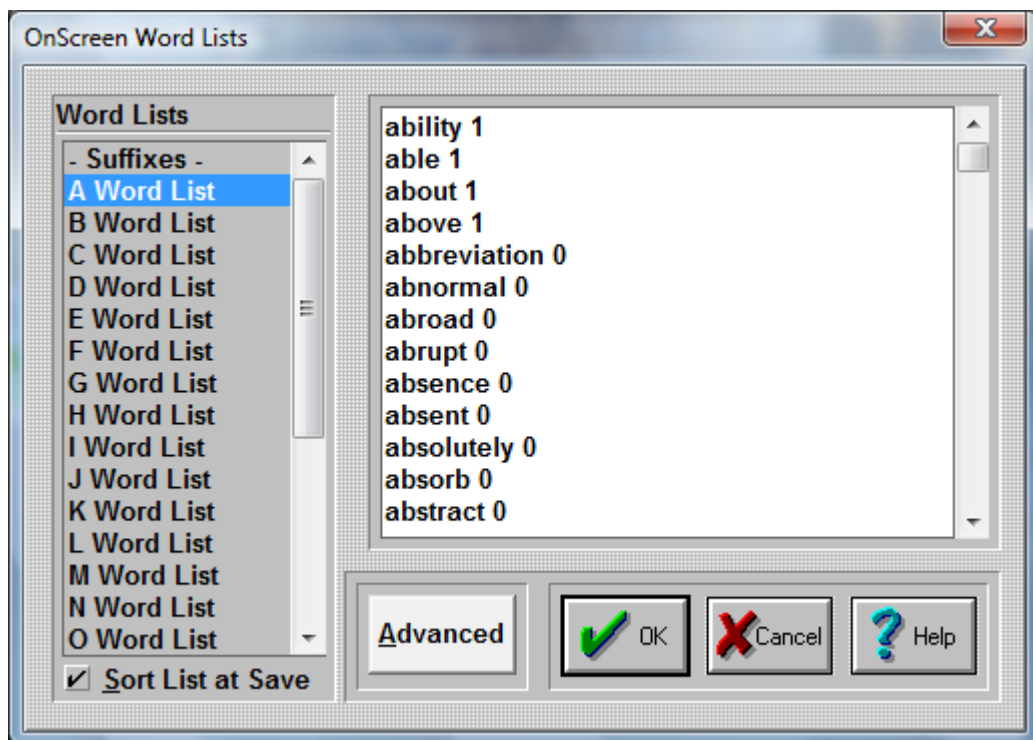 OnScreen Word Lists
Word Lists
- Suffixes -
A Word List
B Word List
C Word List
D Word List
E Word List
F Word List
G Word List
H Word List
I Word List
J Word List
K Word List
L Word List
M Word List
N Word List
O Word List
Sort List at Save
ability 1
able 1
about 1
above 1
abbreviation 0
abnormal 0
abroad 0
abrupt 0
absence 0
absent 0
absolutely 0
absorb 0
abstract 0
Advanced
OK
Cancel
Help